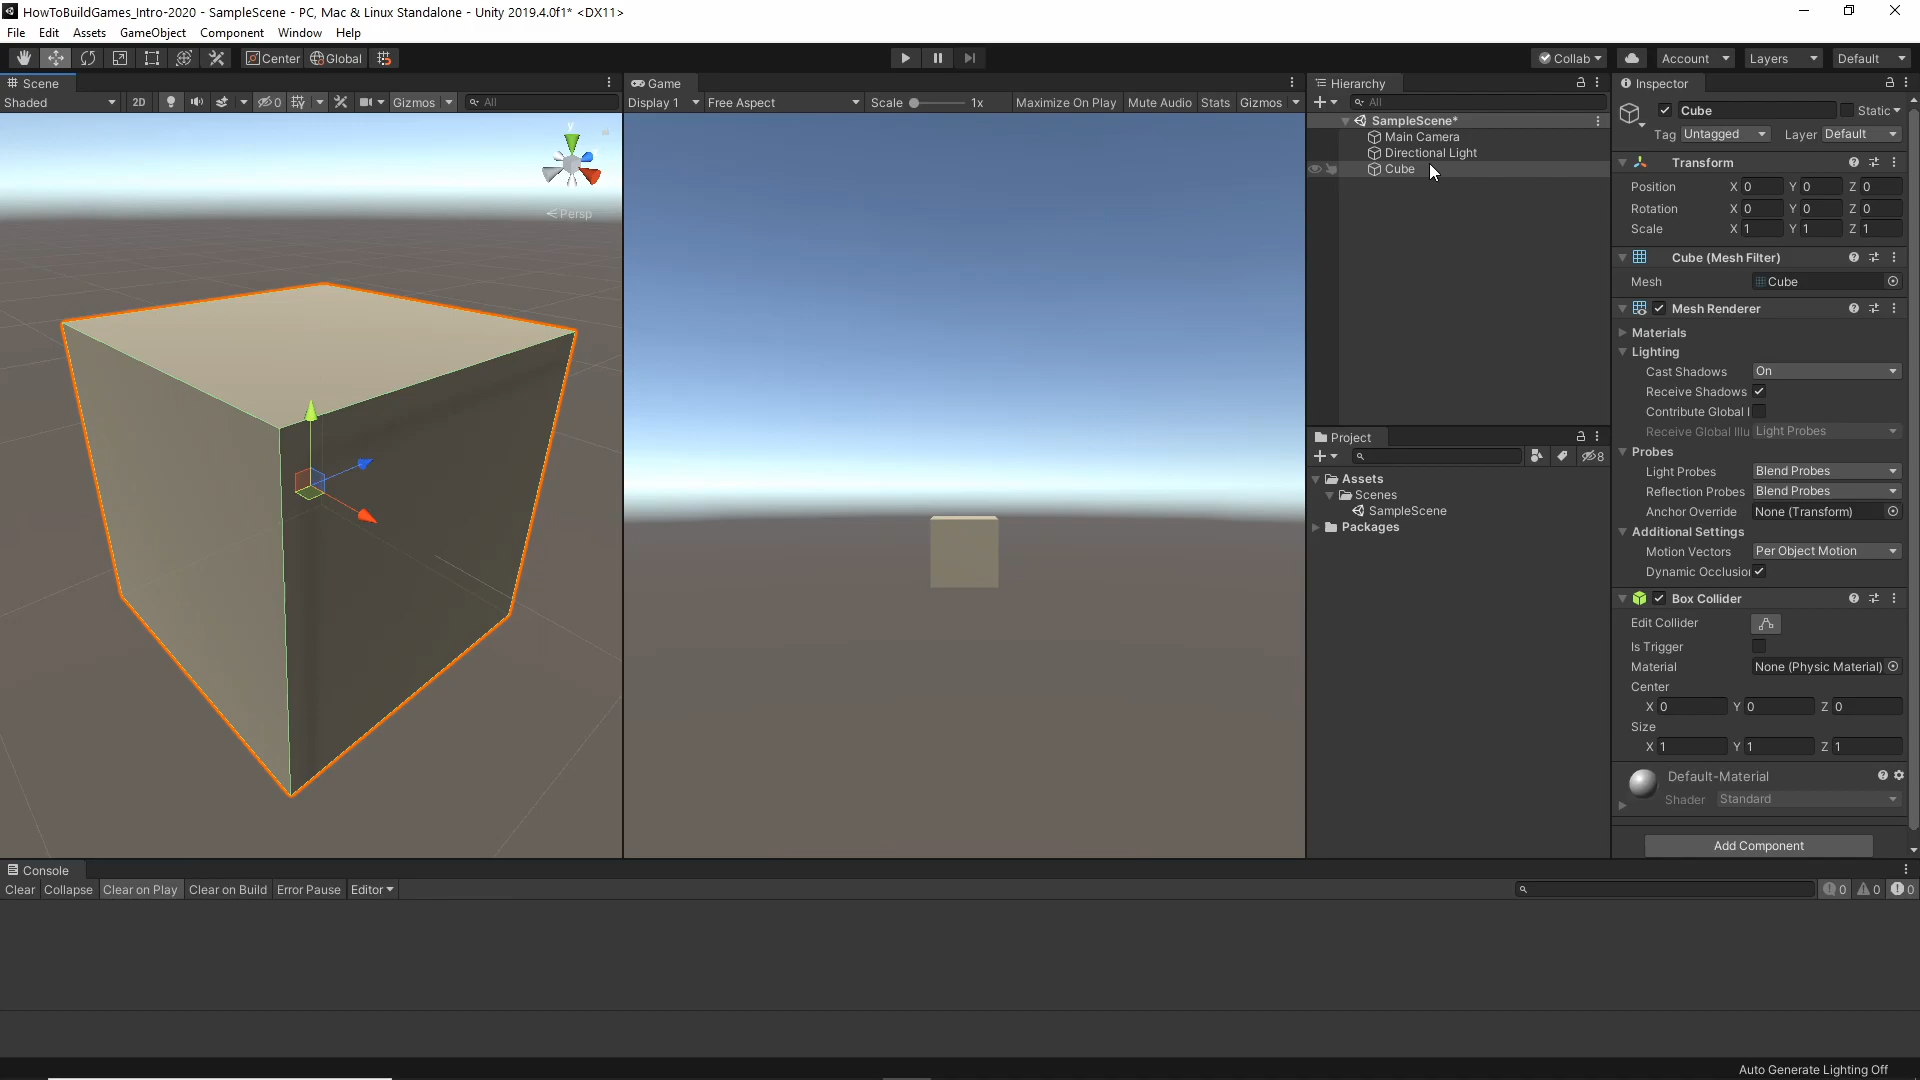 HowToBuildGames_Intro-2020 - SampleScene - PC, Mac & Linux Standalone - Unity 2019.4.0f1* <DX11>
File Edit Assets GameObject Component Window Help
Center Global Collab Account Layers Default
Scene
Shaded 2D 0 Gizmos All
y
Persp
Game
Display 1 Free Aspect Scale 1x Maximize On Play Mute Audio Stats Gizmos
Hierarchy
All
SampleScene*
Main Camera
Directional Light
Cube
Project
8
Assets
Scenes
SampleScene
Packages
Inspector
Cube Static
Tag Untagged Layer Default
Transform
Position X 0 Y 0 Z 0
Rotation X 0 Y 0 Z 0
Scale X 1 Y 1 Z 1
Cube (Mesh Filter)
Mesh Cube
Mesh Renderer
Materials
Lighting
Cast Shadows On
Receive Shadows
Contribute Global I
Receive Global Illu Light Probes
Probes
Light Probes Blend Probes
Reflection Probes Blend Probes
Anchor Override None (Transform)
Additional Settings
Motion Vectors Per Object Motion
Dynamic Occlusion
Box Collider
Edit Collider
Is Trigger
Material None (Physic Material)
Center
X 0 Y 0 Z 0
Size
X 1 Y 1 Z 1
Default-Material
Shader Standard
Add Component
Console
Clear Collapse Clear on Play Clear on Build Error Pause Editor 0 0 0
Auto Generate Lighting Off